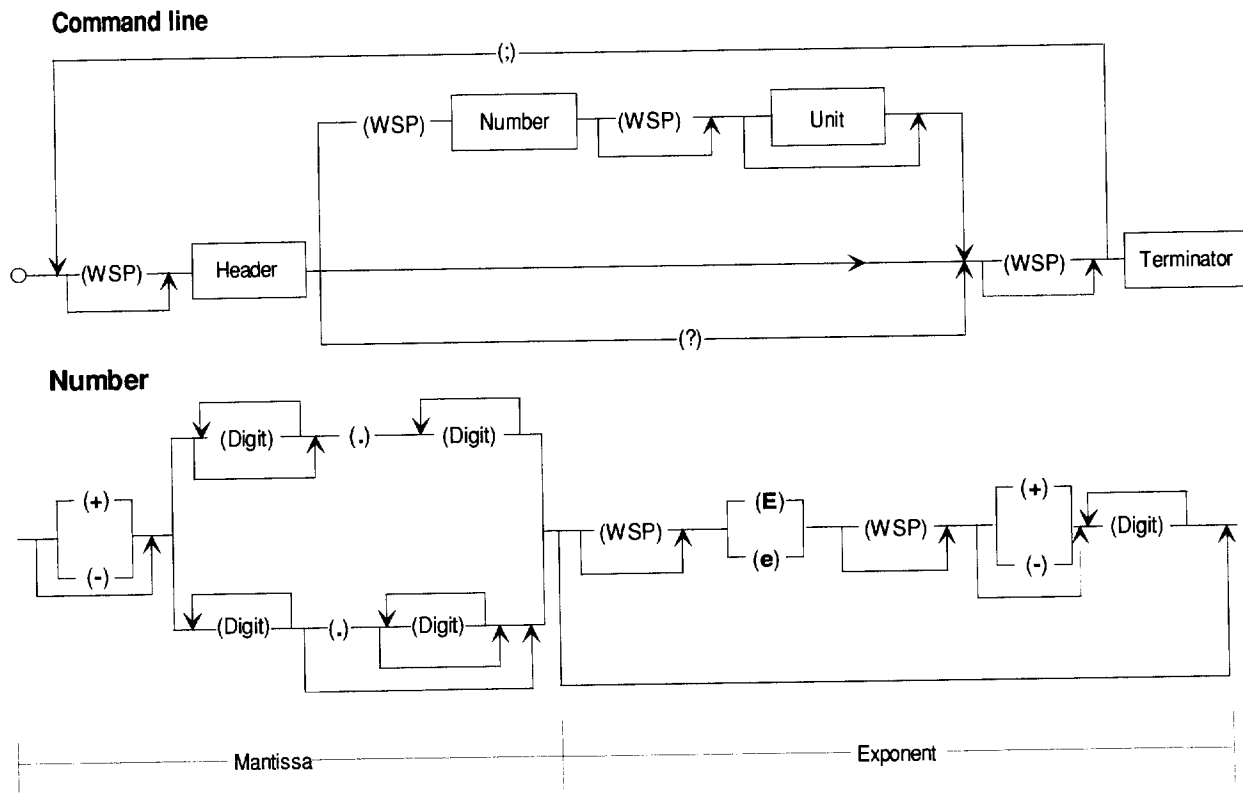 Command line
(;)
(WSP) Number (WSP) Unit
(WSP) Header (WSP) Terminator
(?)
Number
(Digit) (.) (Digit)
(+) (E) (+)
(WSP) (WSP) (Digit)
(-) (e) (-)
(Digit) (.) (Digit)
Mantissa Exponent